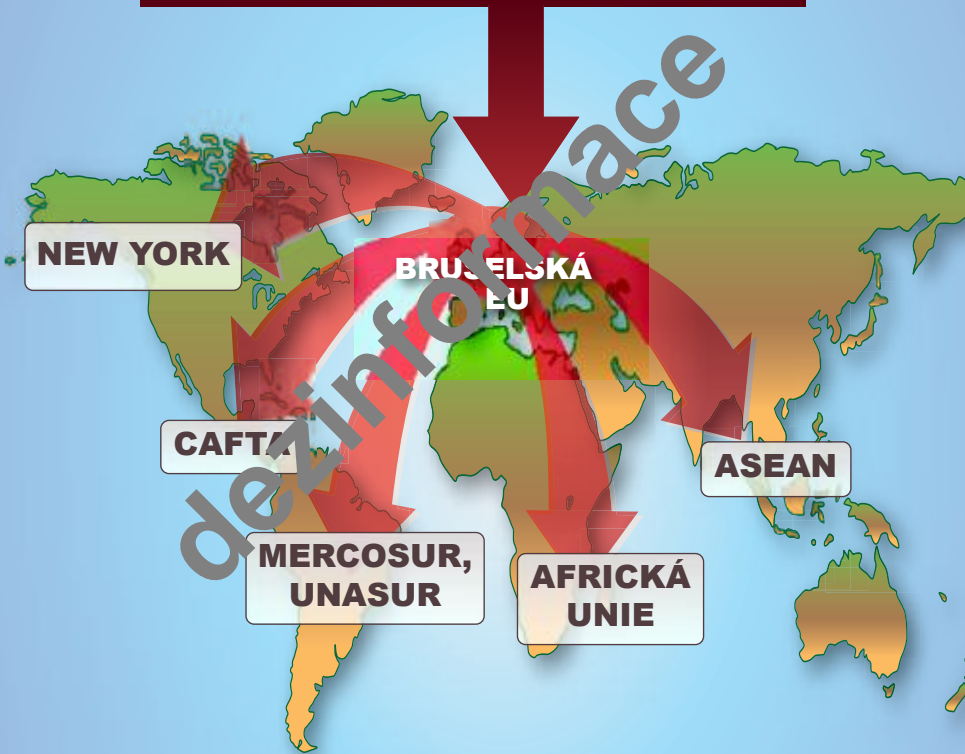 NEW YORK
BRUSELSKÁ
EU
CAFTA
ASEAN
MERCOSUR,
UNASUR
AFRICKÁ
UNIE
dezinformace